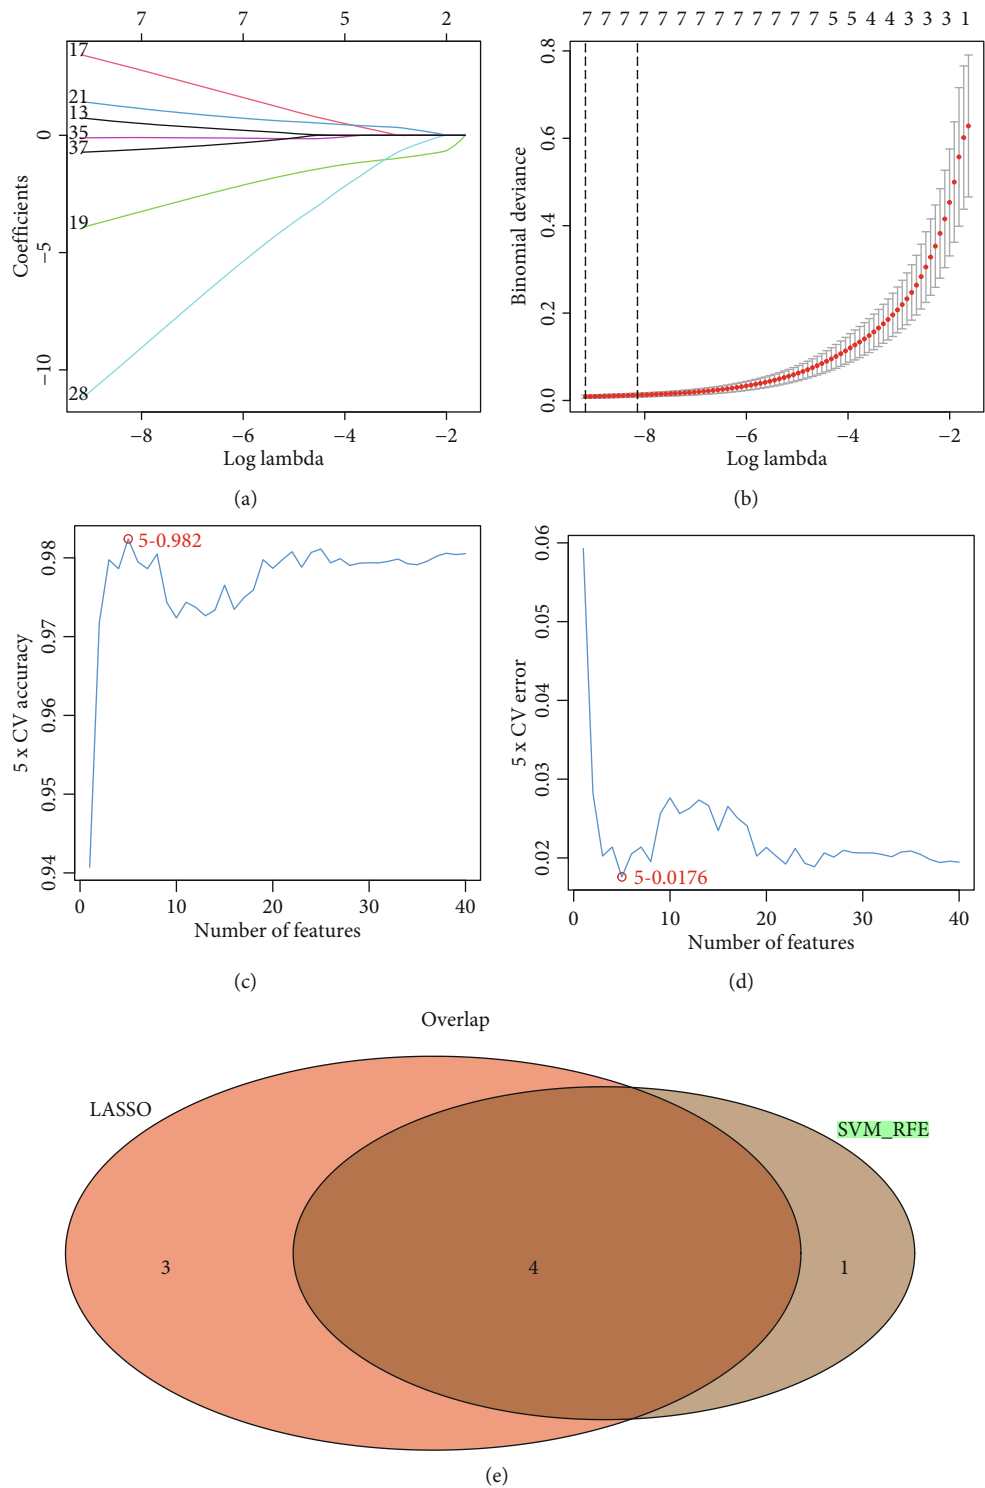 7 7 5 2
17
21
13
35
37
19
28
0
−5
−10
Coefficients
−8 −6 −4 −2
Log lambda
(a)
7 7 7 7 7 7 7 7 7 7 7 7 7 5 5 4 4 3 3 3 1
0.8
0.6
0.4
0.2
0.0
Binomial deviance
−8 −6 −4 −2
Log lambda
(b)
5-0.982
0.98
0.97
0.96
0.95
0.94
5 x CV accuracy
0 10 20 30 40
Number of features
(c)
0.06
0.05
0.04
0.03
0.02
5 x CV error
5-0.0176
0 10 20 30 40
Number of features
(d)
Overlap
LASSO
SVM_RFE
3 4 1
(e)